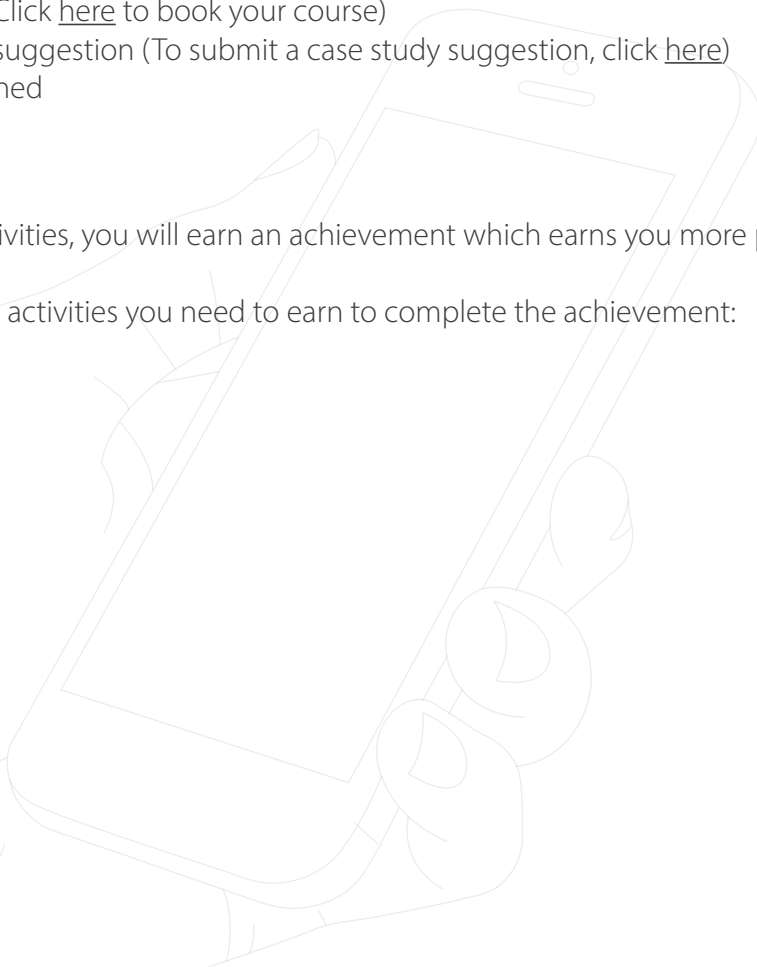 Click here to book your course)
suggestion (To submit a case study suggestion, click here)
ned
ivities, you will earn an achievement which earns you more
activities you need to earn to complete the achievement: